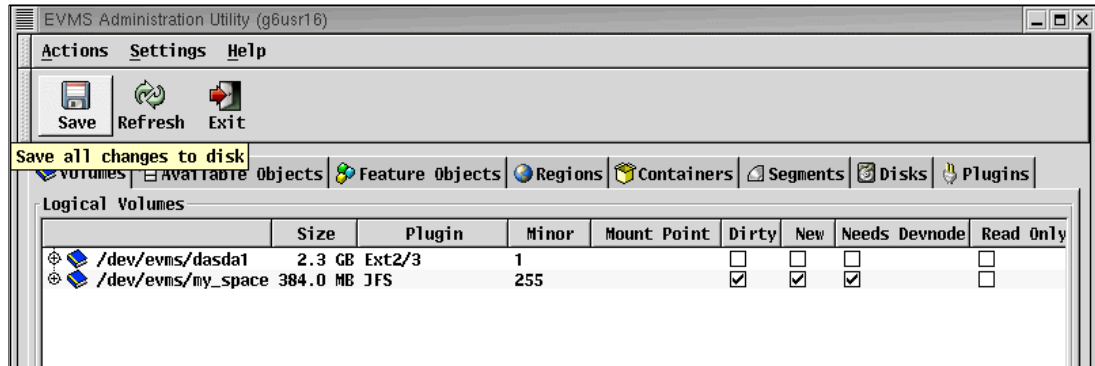 EVMS Administration Utility (g6usr16)
Actions Settings Help
Save Refresh Exit
Save all changes to disk
Volumes Available Objects Feature Objects Regions Containers Segments Disks Plugins
Logical Volumes
Size Plugin Minor Mount Point Dirty New Needs Devnode Read Only
/dev/evms/dasda1 2.3 GB Ext2/3 1
/dev/evms/my_space 384.0 MB JFS 255